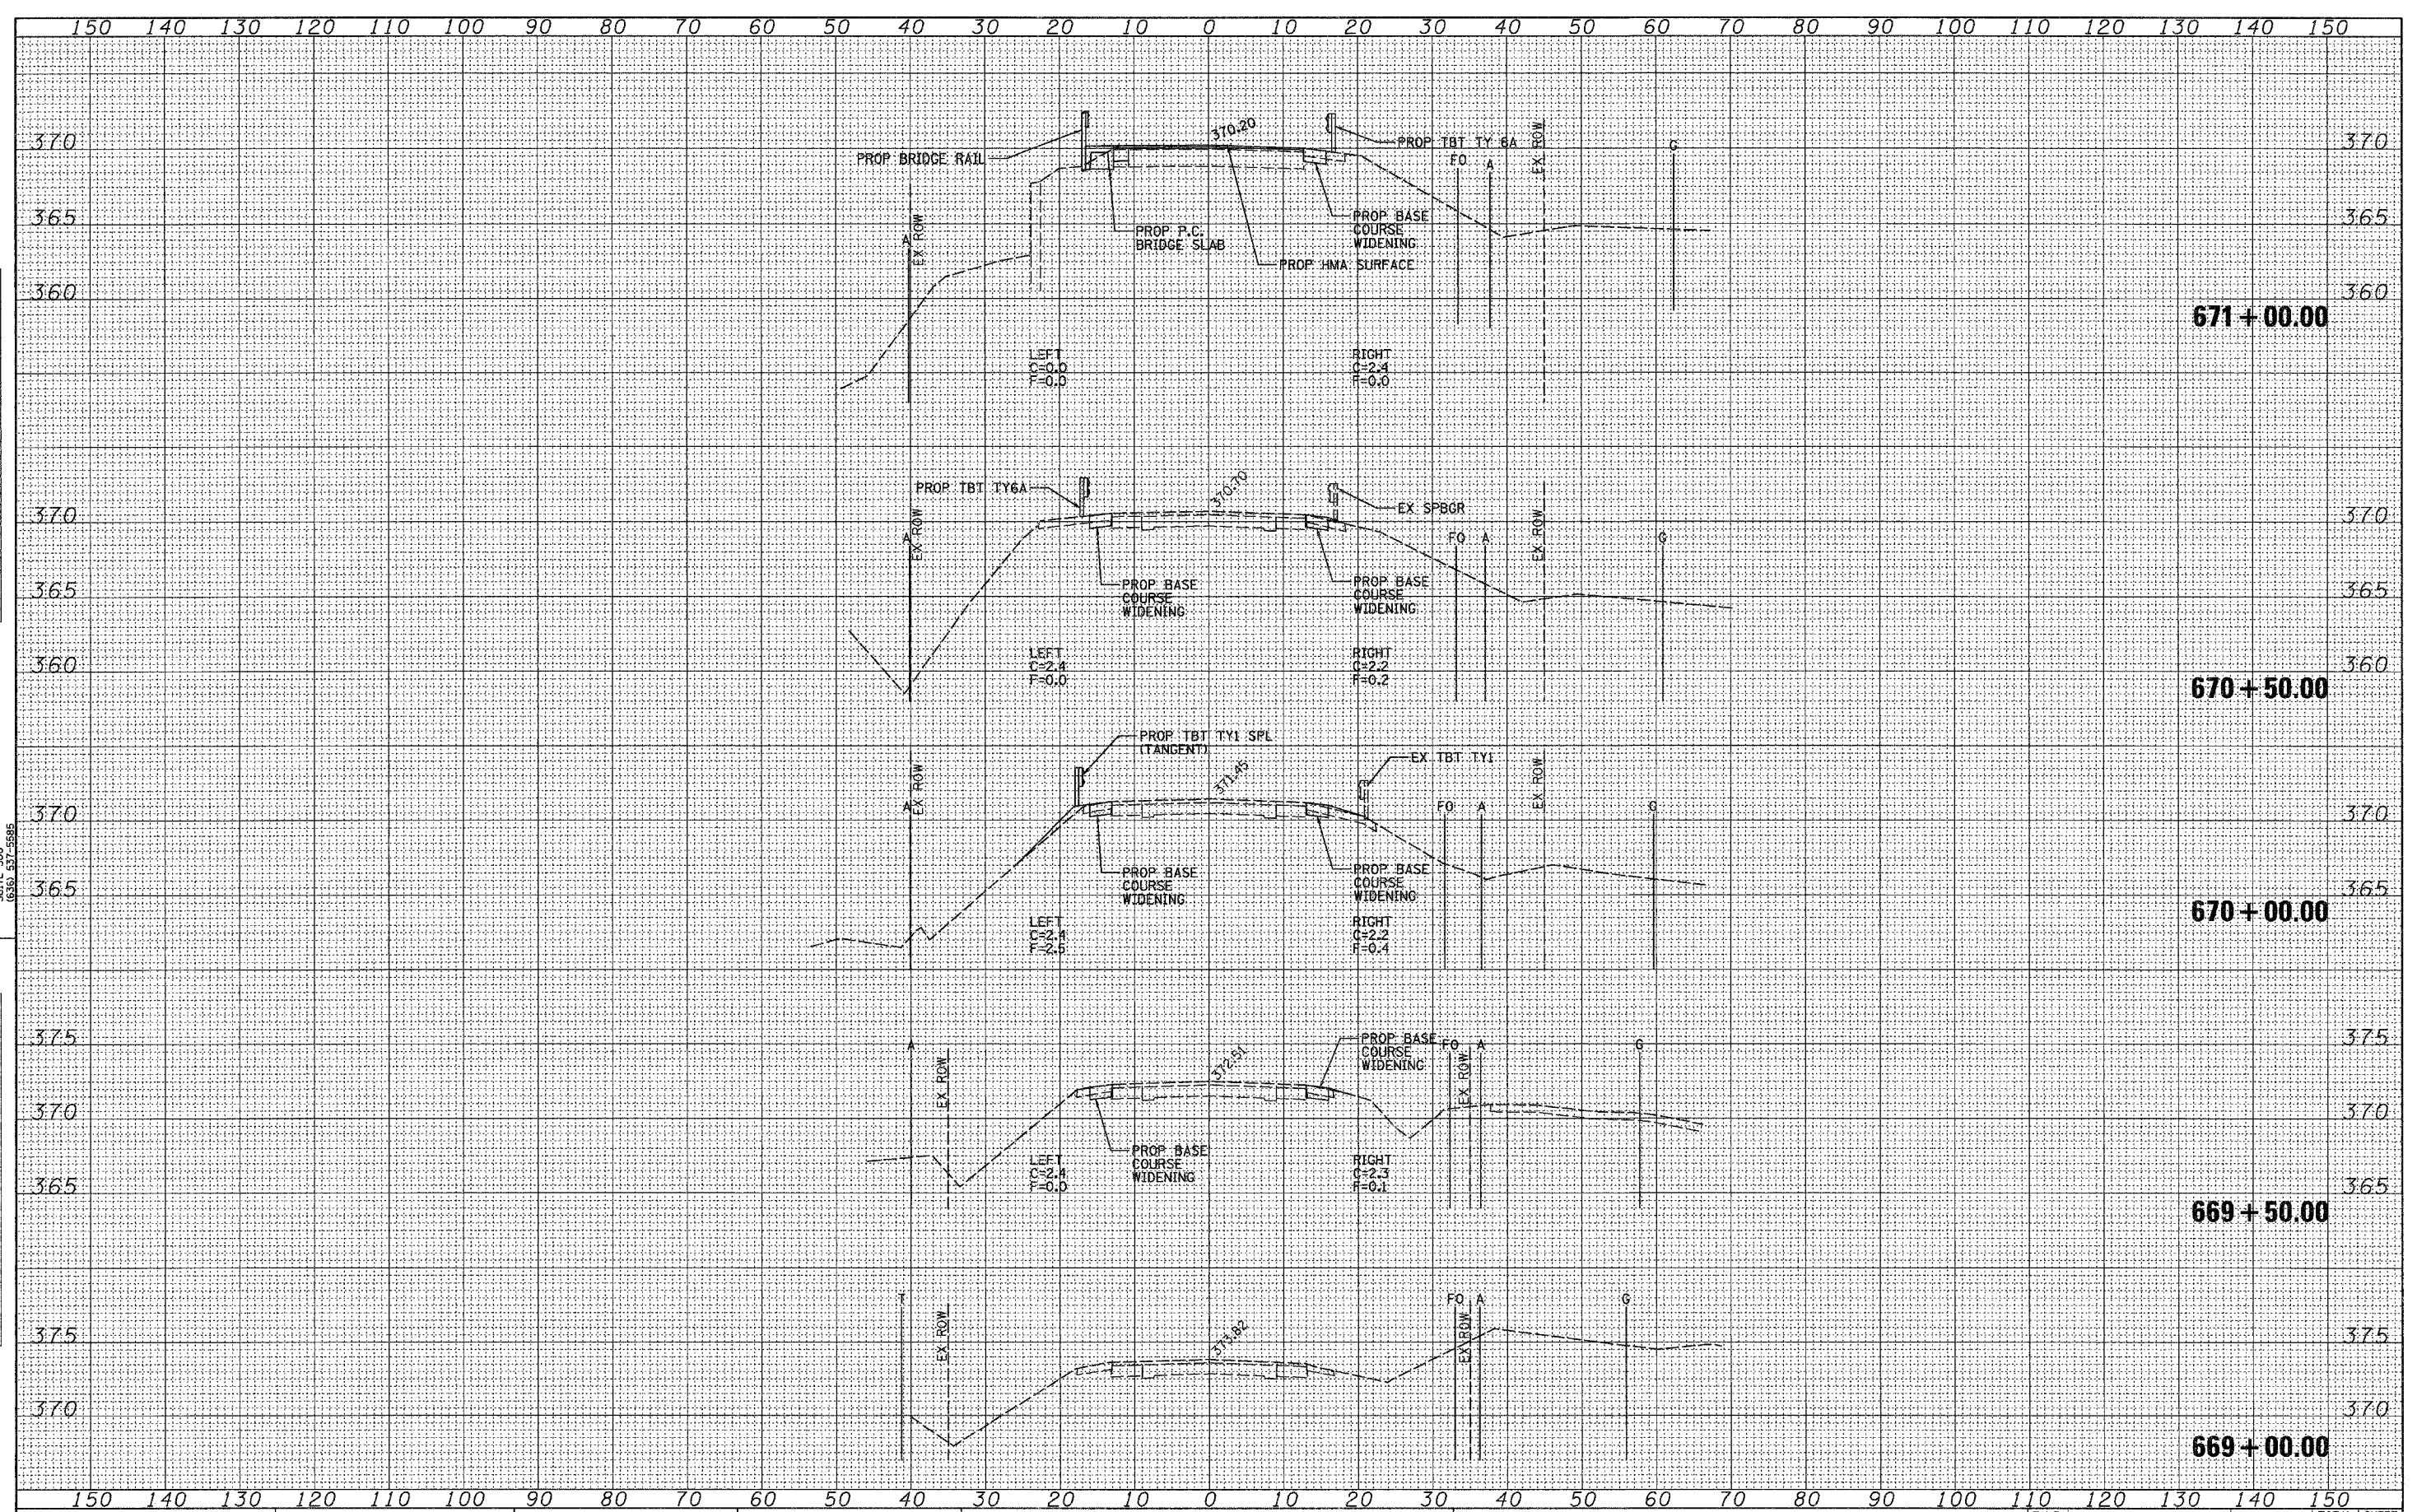 150 140 130 120 110 100 90 80 70 60 50 40 30 20 10 0 10 20 30 40 50 60 70 80 90 100 110 120 130 140 150
370.20
370 PROP TBT TY 6A 370
PROP BRIDGE RAIL FO A EX ROW G
365 A EX ROW PROP P.C. PROP BASE 365
BRIDGE SLAB COURSE
WIDENING
PROP HMA SURFACE
360 360
671+00.00
LEFT RIGHT
C=0.0 C=2.4
F=0.0 F=0.0
PROP TBT TY6A 370.70
EX SPBGR
370 370
A EX ROW FO A EX ROW G
365 PROP BASE PROP BASE 365
COURSE COURSE
WIDENING WIDENING
360 LEFT RIGHT 360
C=2.4 C=2.2
F=0.0 F=0.2
670+50.00
PROP TBT TY1 SPL
(TANGENT)
EX TBT TY1
371.45
370 A EX ROW FO A EX ROW G 370
(636) 537-5585
PROP BASE PROP BASE
365 COURSE COURSE 365
WIDENING WIDENING
670+00.00
LEFT RIGHT
C=2.4 C=2.2
F=2.5 F=0.4
375 A PROP BASE FO A G 375
COURSE
WIDENING
EX ROW 372.51 EX ROW
370 370
PROP BASE
COURSE
WIDENING
LEFT RIGHT
C=2.4 C=2.3
F=0.0 F=0.1
365 365
669+50.00
T FO A G
375 EX ROW 373.82 EX ROW 375
370 370
669+00.00
150 140 130 120 110 100 90 80 70 60 50 40 30 20 10 0 10 20 30 40 50 60 70 80 90 100 110 120 130 140 150